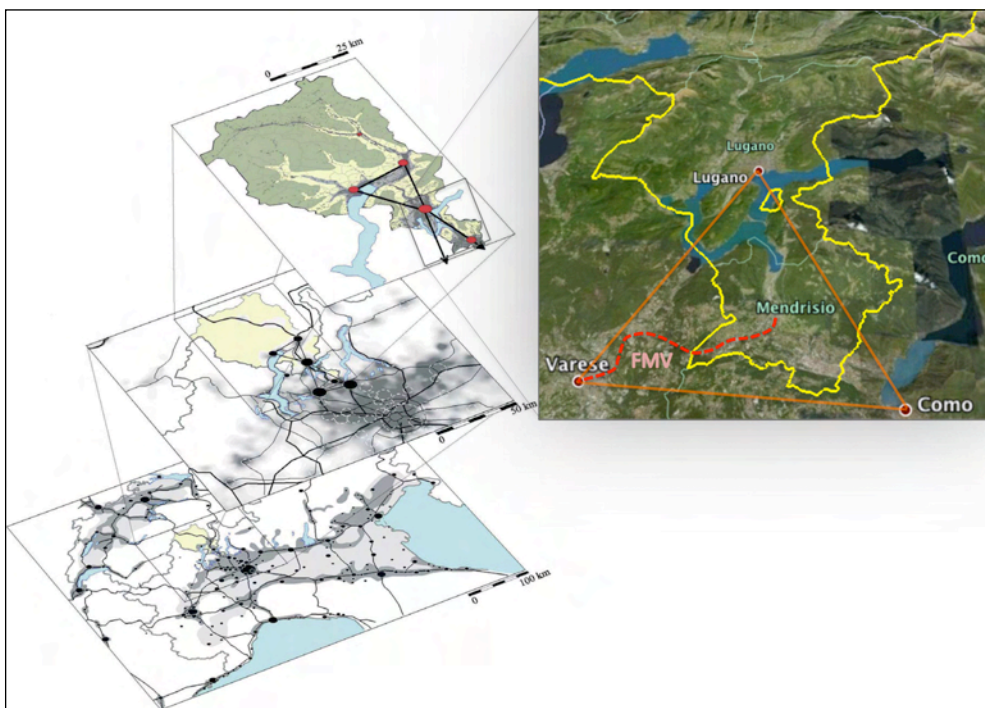 0
25 km
0
50 km
0
100 km
Lugano
Lugano
Mendrisio
FMV
Varese
Como
Como